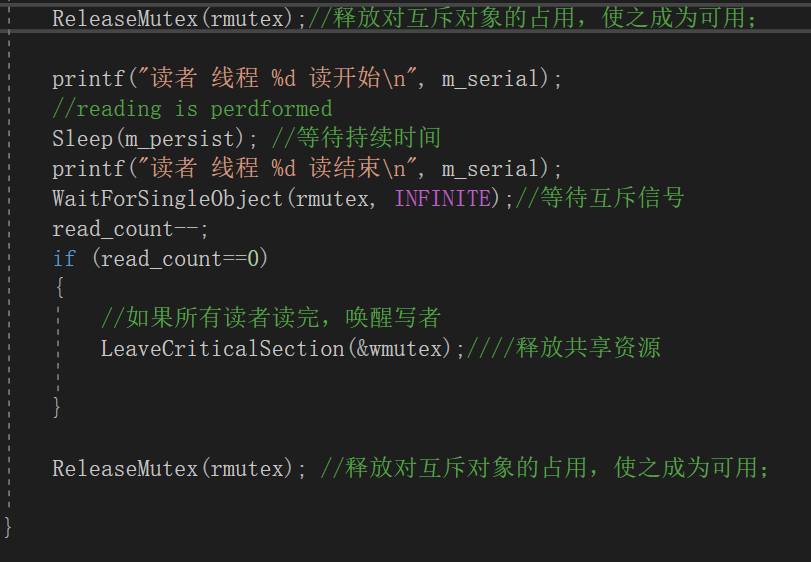 ReleaseMutex(rmutex);//释放对互斥对象的占用，使之成为可用；
printf("读者 线程 %d 读开始\n", m_serial);
//reading is perdformed
Sleep(m_persist); //等待持续时间
printf("读者 线程 %d 读结束\n", m_serial);
WaitForSingleObject(rmutex, INFINITE);//等待互斥信号
read_count--;
if (read_count==0)
{
//如果所有读者读完，唤醒写者
LeaveCriticalSection(&wmutex);////释放共享资源
}
ReleaseMutex(rmutex); //释放对互斥对象的占用，使之成为可用；
}